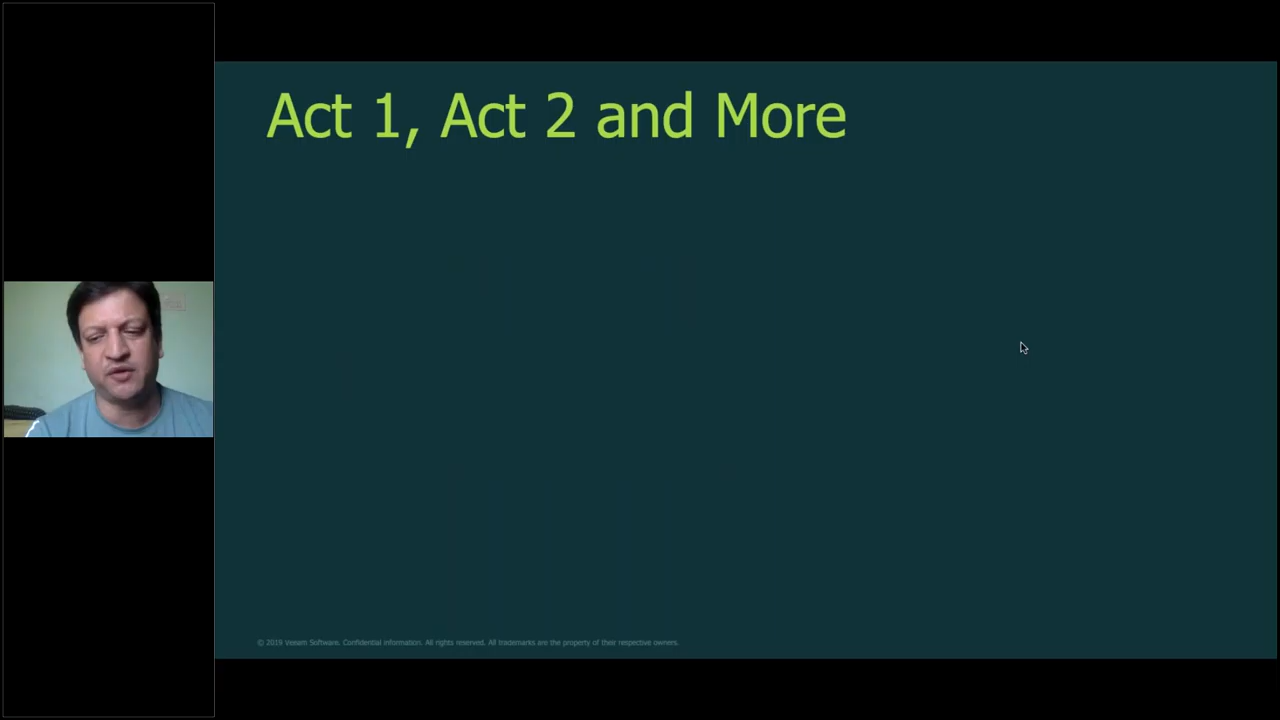 Act 1, Act 2 and More
© 2019 Veeam Software. Confidential information. All rights reserved. All trademarks are the property of their respective owners.